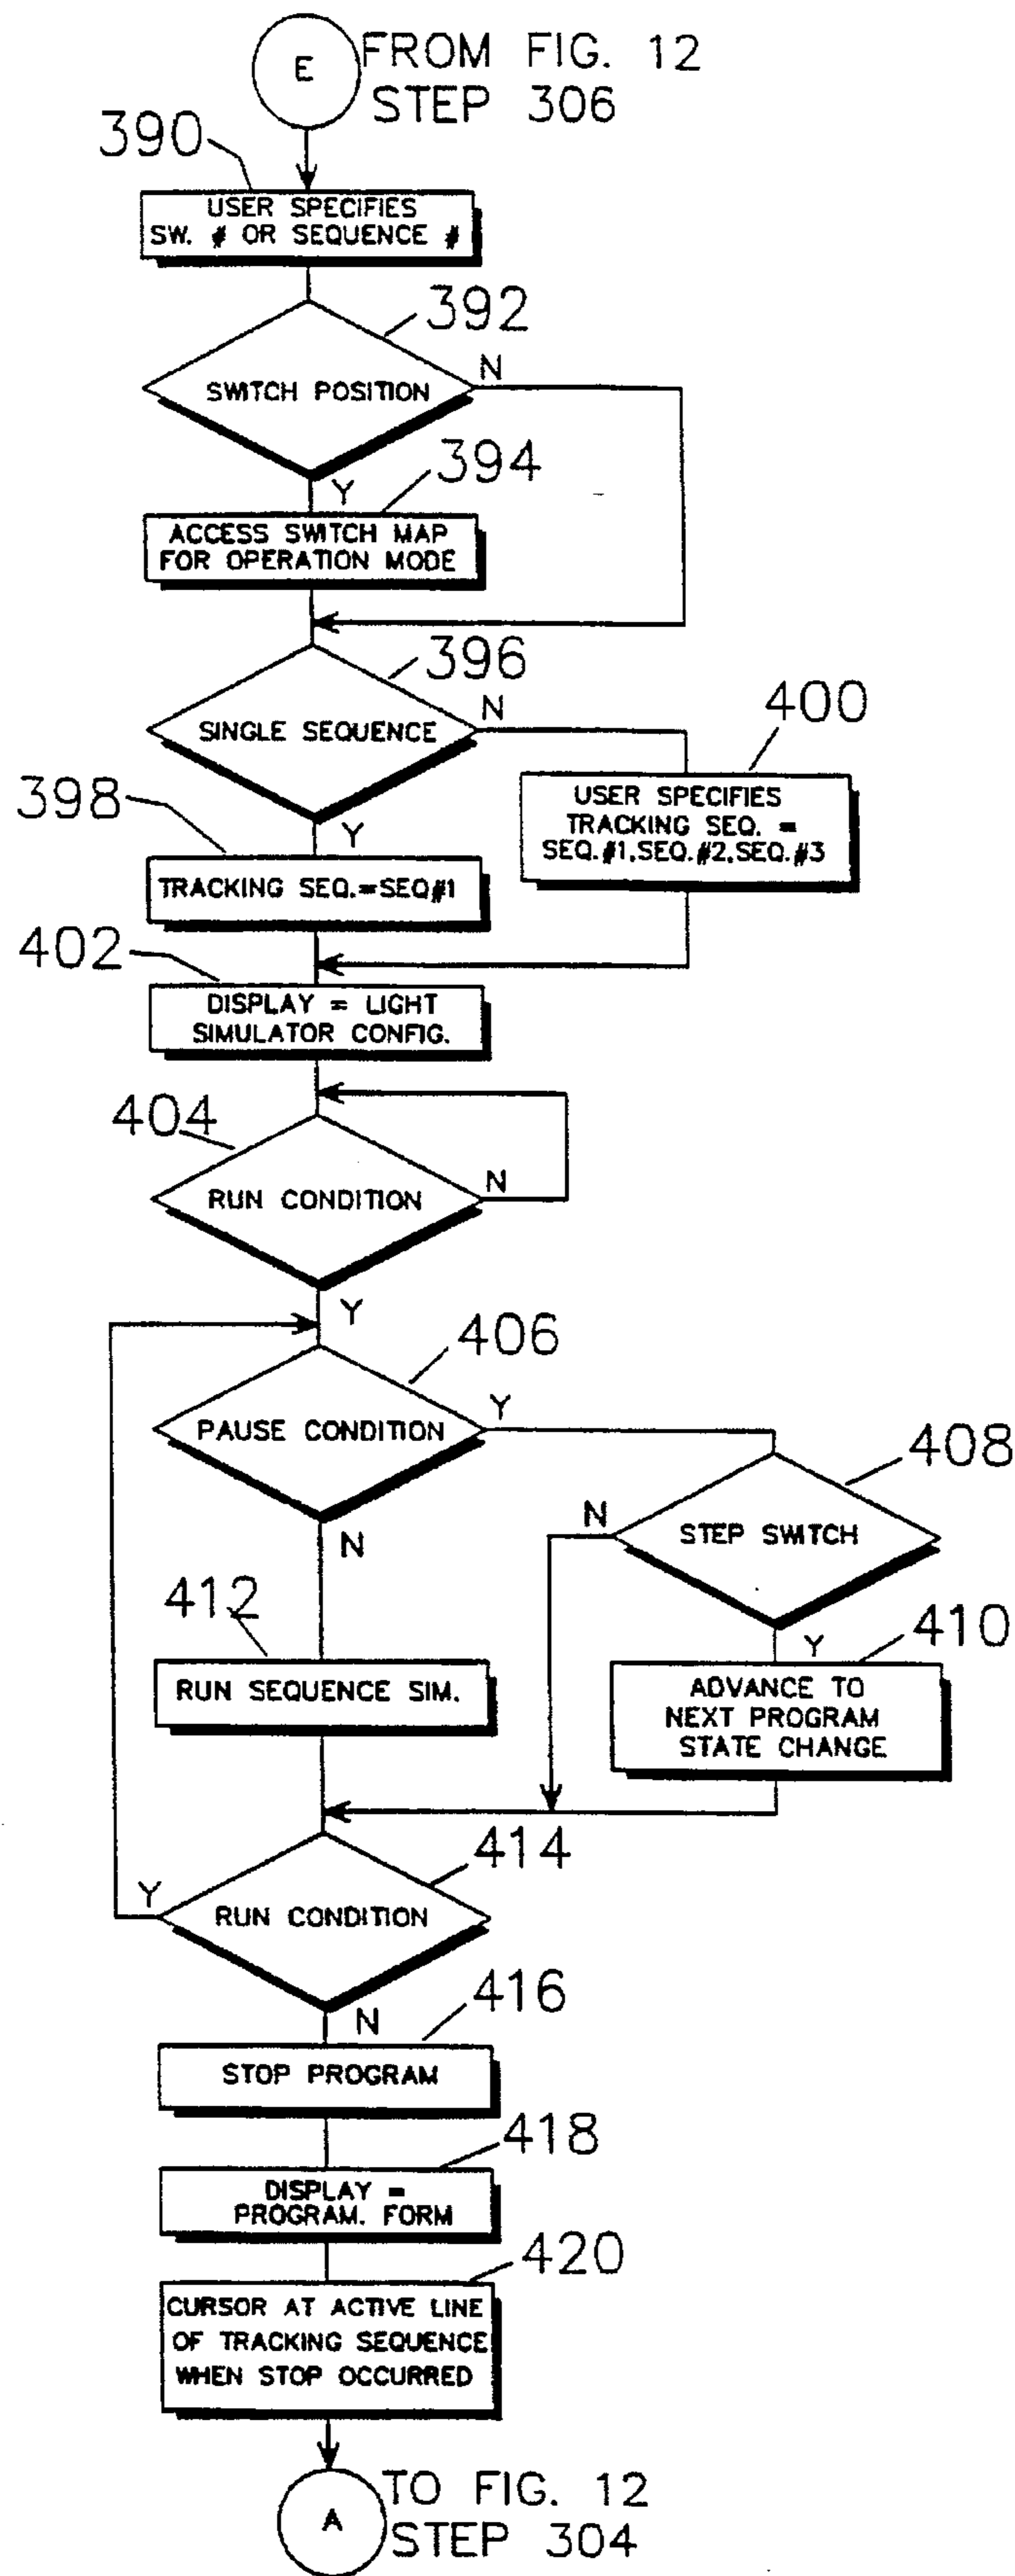 E
FROM FIG. 12
STEP 306
390
USER SPECIFIES
SW. # OR SEQUENCE #
392
SWITCH POSITION
N
Y
394
ACCESS SWITCH MAP
FOR OPERATION MODE
396
SINGLE SEQUENCE
N
Y
400
USER SPECIFIES
TRACKING SEQ. =
SEQ.#1,SEQ.#2,SEQ.#3
398
TRACKING SEQ.=SEQ#1
402
DISPLAY = LIGHT
SIMULATOR CONFIG.
404
RUN CONDITION
N
Y
406
PAUSE CONDITION
Y
N
408
STEP SWITCH
N
Y
410
ADVANCE TO
NEXT PROGRAM
STATE CHANGE
412
RUN SEQUENCE SIM.
414
RUN CONDITION
Y
N
416
STOP PROGRAM
418
DISPLAY =
PROGRAM. FORM
420
CURSOR AT ACTIVE LINE
OF TRACKING SEQUENCE
WHEN STOP OCCURRED
A
TO FIG. 12
STEP 304